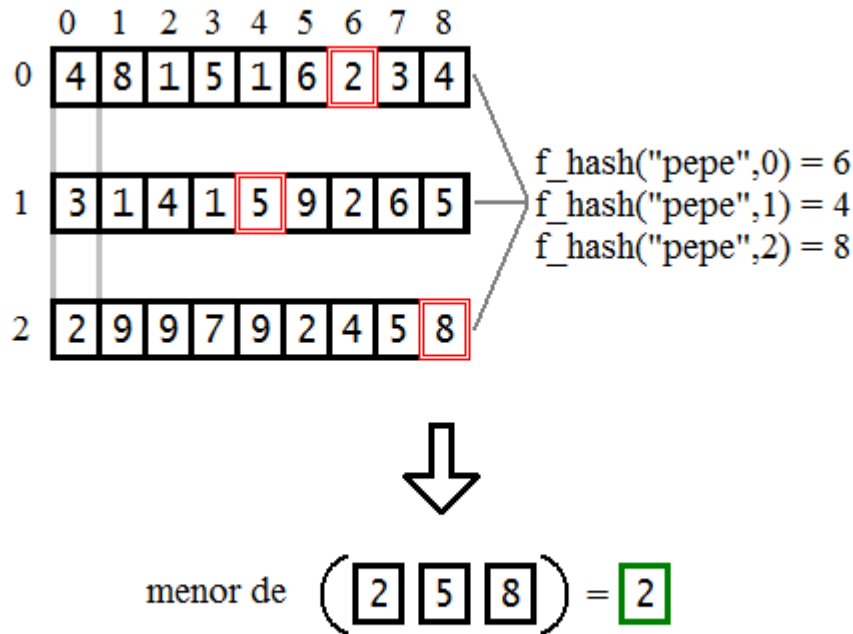 0 1 2 3 4 5 6 7 8
0 4 8 1 5 1 6 2 3 4
f_hash("pepe",0) = 6
1 3 1 4 1 5 9 2 6 5
f_hash("pepe",1) = 4
f_hash("pepe",2) = 8
2 2 9 9 7 9 2 4 5 8
menor de ( 2 5 8 ) = 2